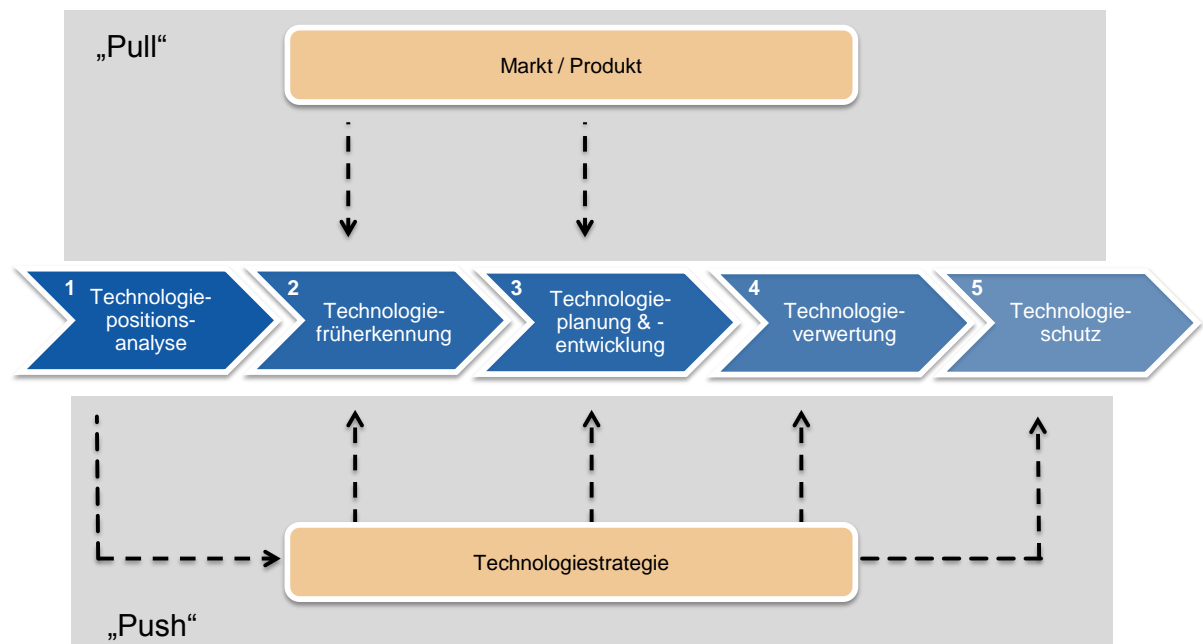 „Pull“
Markt / Produkt
1
Technologie-
positions-
analyse
2
Technologie-
früherkennung
3
Technologie-
planung & -
entwicklung
4
Technologie-
verwertung
5
Technologie-
schutz
Technologiestrategie
„Push“